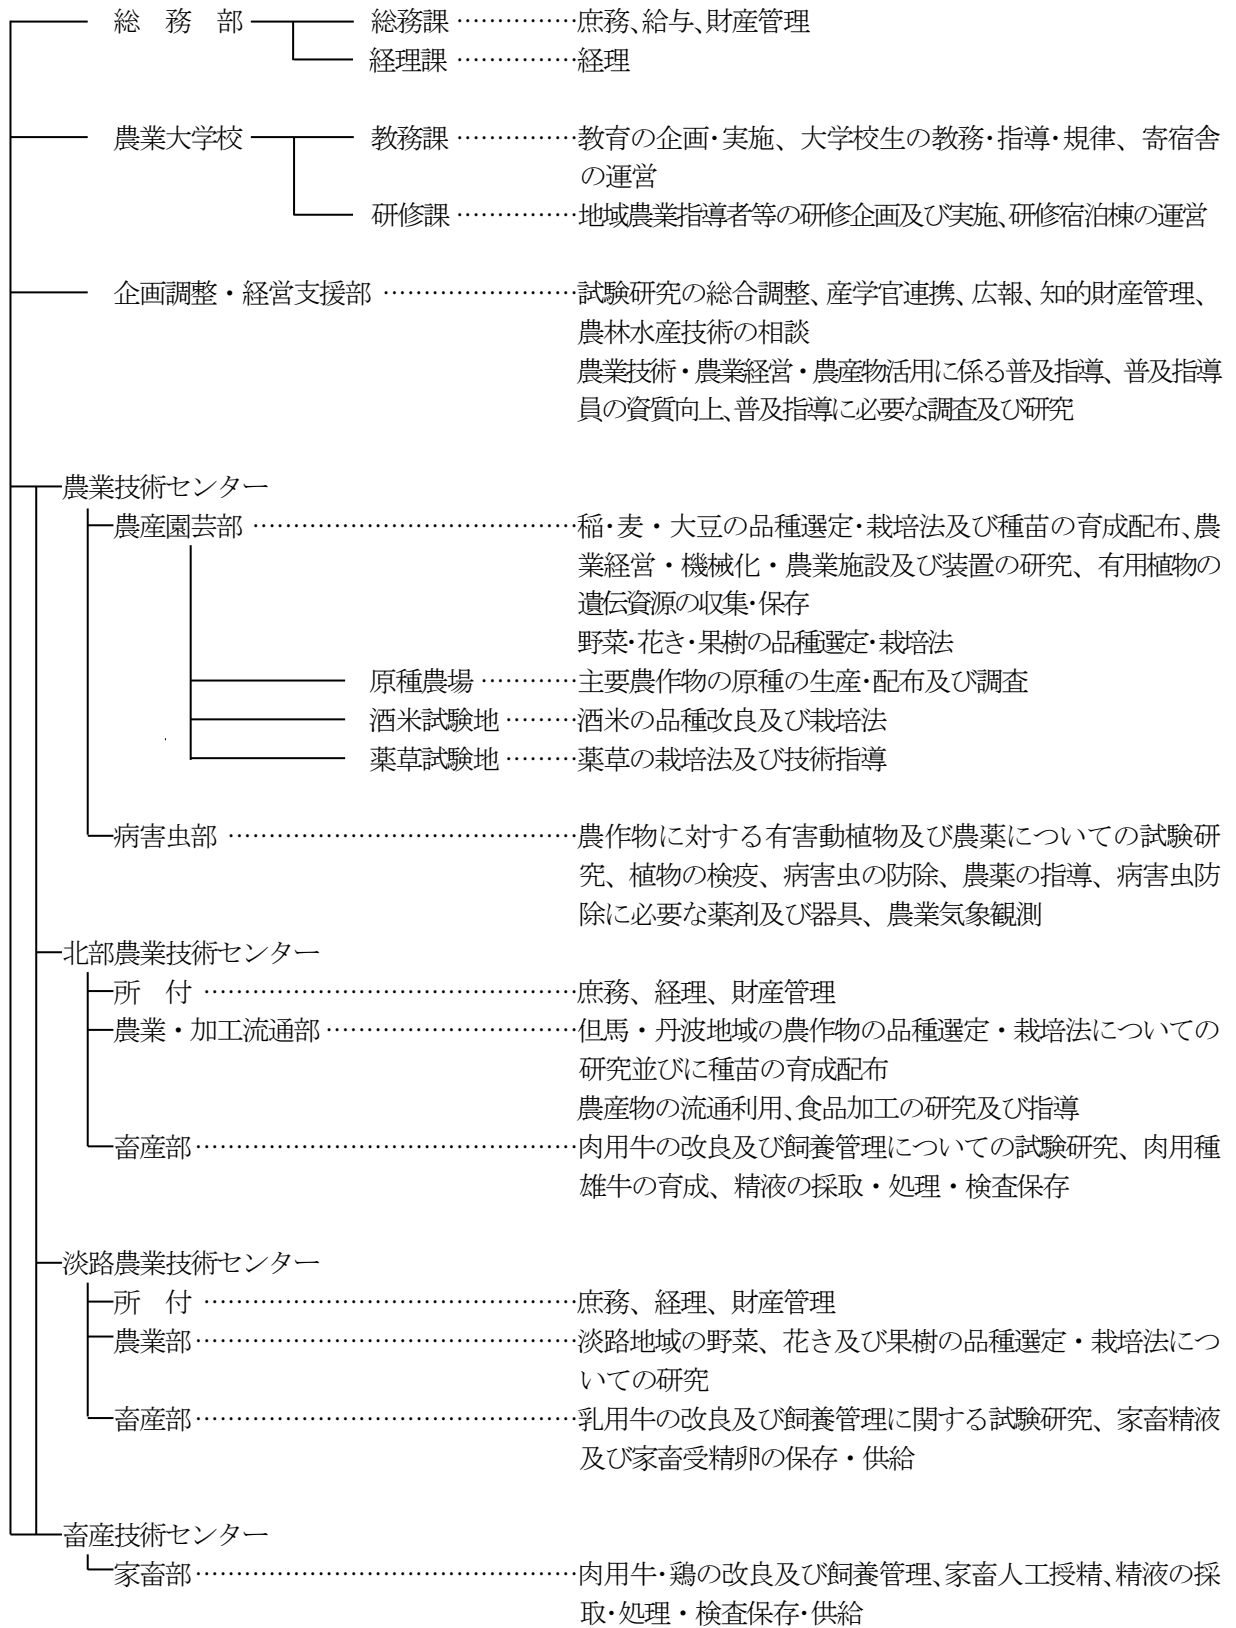 総　務　部　総務課 ……………庶務、給与、財産管理
経理課 ……………経理
農業大学校　教務課 ……………教育の企画・実施、大学校生の教務・指導・規律、寄宿舎
の運営
研修課 ……………地域農業指導者等の研修企画及び実施、研修宿泊棟の運営
企画調整・経営支援部 ……………………試験研究の総合調整、産学官連携、広報、知的財産管理、
農林水産技術の相談
農業技術・農業経営・農産物活用に係る普及指導、普及指導
員の資質向上、普及指導に必要な調査及び研究
農業技術センター
農産園芸部 …………………………………稲・麦・大豆の品種選定・栽培法及び種苗の育成配布、農
業経営・機械化・農業施設及び装置の研究、有用植物の
遺伝資源の収集・保存
野菜・花き・果樹の品種選定・栽培法
原種農場 …………主要農作物の原種の生産・配布及び調査
酒米試験地 ………酒米の品種改良及び栽培法
薬草試験地 ………薬草の栽培法及び技術指導
病害虫部 ……………………………………農作物に対する有害動植物及び農薬についての試験研
究、植物の検疫、病害虫の防除、農薬の指導、病害虫防
除に必要な薬剤及び器具、農業気象観測
北部農業技術センター
所　付 ………………………………………庶務、経理、財産管理
農業・加工流通部 …………………………但馬・丹波地域の農作物の品種選定・栽培法についての
研究並びに種苗の育成配布
農産物の流通利用、食品加工の研究及び指導
畜産部 ………………………………………肉用牛の改良及び飼養管理についての試験研究、肉用種
雄牛の育成、精液の採取・処理・検査保存
淡路農業技術センター
所　付 ………………………………………庶務、経理、財産管理
農業部 ………………………………………淡路地域の野菜、花き及び果樹の品種選定・栽培法につ
いての研究
畜産部 ………………………………………乳用牛の改良及び飼養管理に関する試験研究、家畜精液
及び家畜受精卵の保存・供給
畜産技術センター
家畜部 ………………………………………肉用牛・鶏の改良及び飼養管理、家畜人工授精、精液の採
取・処理・検査保存・供給